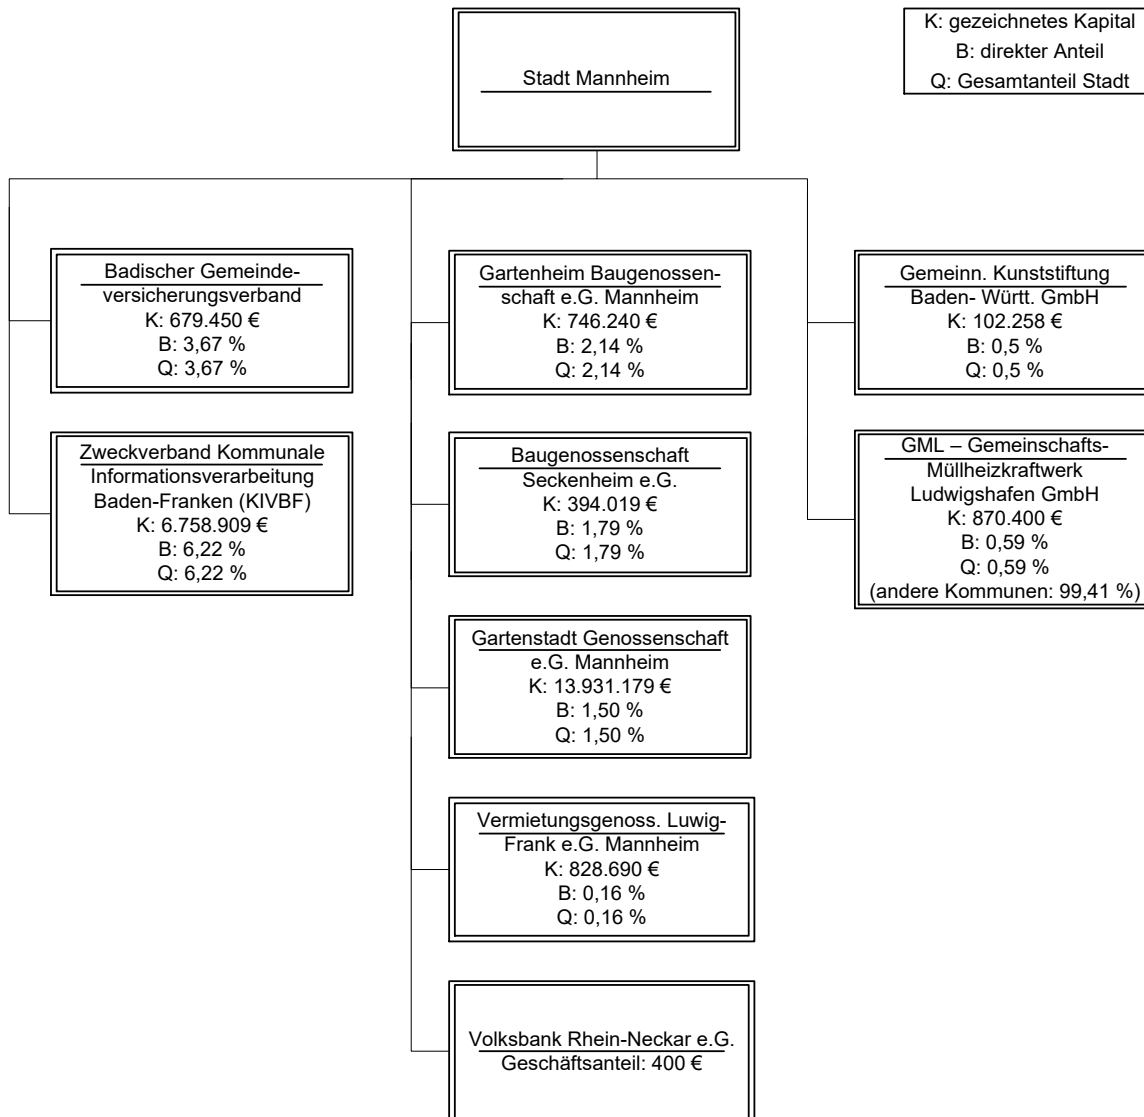 K: gezeichnetes Kapital
B: direkter Anteil
Q: Gesamtanteil Stadt
Stadt Mannheim
Badischer Gemeinde-
versicherungsverband
K: 679.450 €
B: 3,67 %
Q: 3,67 %
Zweckverband Kommunale
Informationsverarbeitung
Baden-Franken (KIVBF)
K: 6.758.909 €
B: 6,22 %
Q: 6,22 %
Gartenheim Baugenossen-
schaft e.G. Mannheim
K: 746.240 €
B: 2,14 %
Q: 2,14 %
Baugenossenschaft
Seckenheim e.G.
K: 394.019 €
B: 1,79 %
Q: 1,79 %
Gartenstadt Genossenschaft
e.G. Mannheim
K: 13.931.179 €
B: 1,50 %
Q: 1,50 %
Vermietungsgenoss. Luwig-
Frank e.G. Mannheim
K: 828.690 €
B: 0,16 %
Q: 0,16 %
Volksbank Rhein-Neckar e.G.
Geschäftsanteil: 400 €
Gemeinn. Kunststiftung
Baden- Württ. GmbH
K: 102.258 €
B: 0,5 %
Q: 0,5 %
GML – Gemeinschafts-
Müllheizkraftwerk
Ludwigshafen GmbH
K: 870.400 €
B: 0,59 %
Q: 0,59 %
(andere Kommunen: 99,41 %)